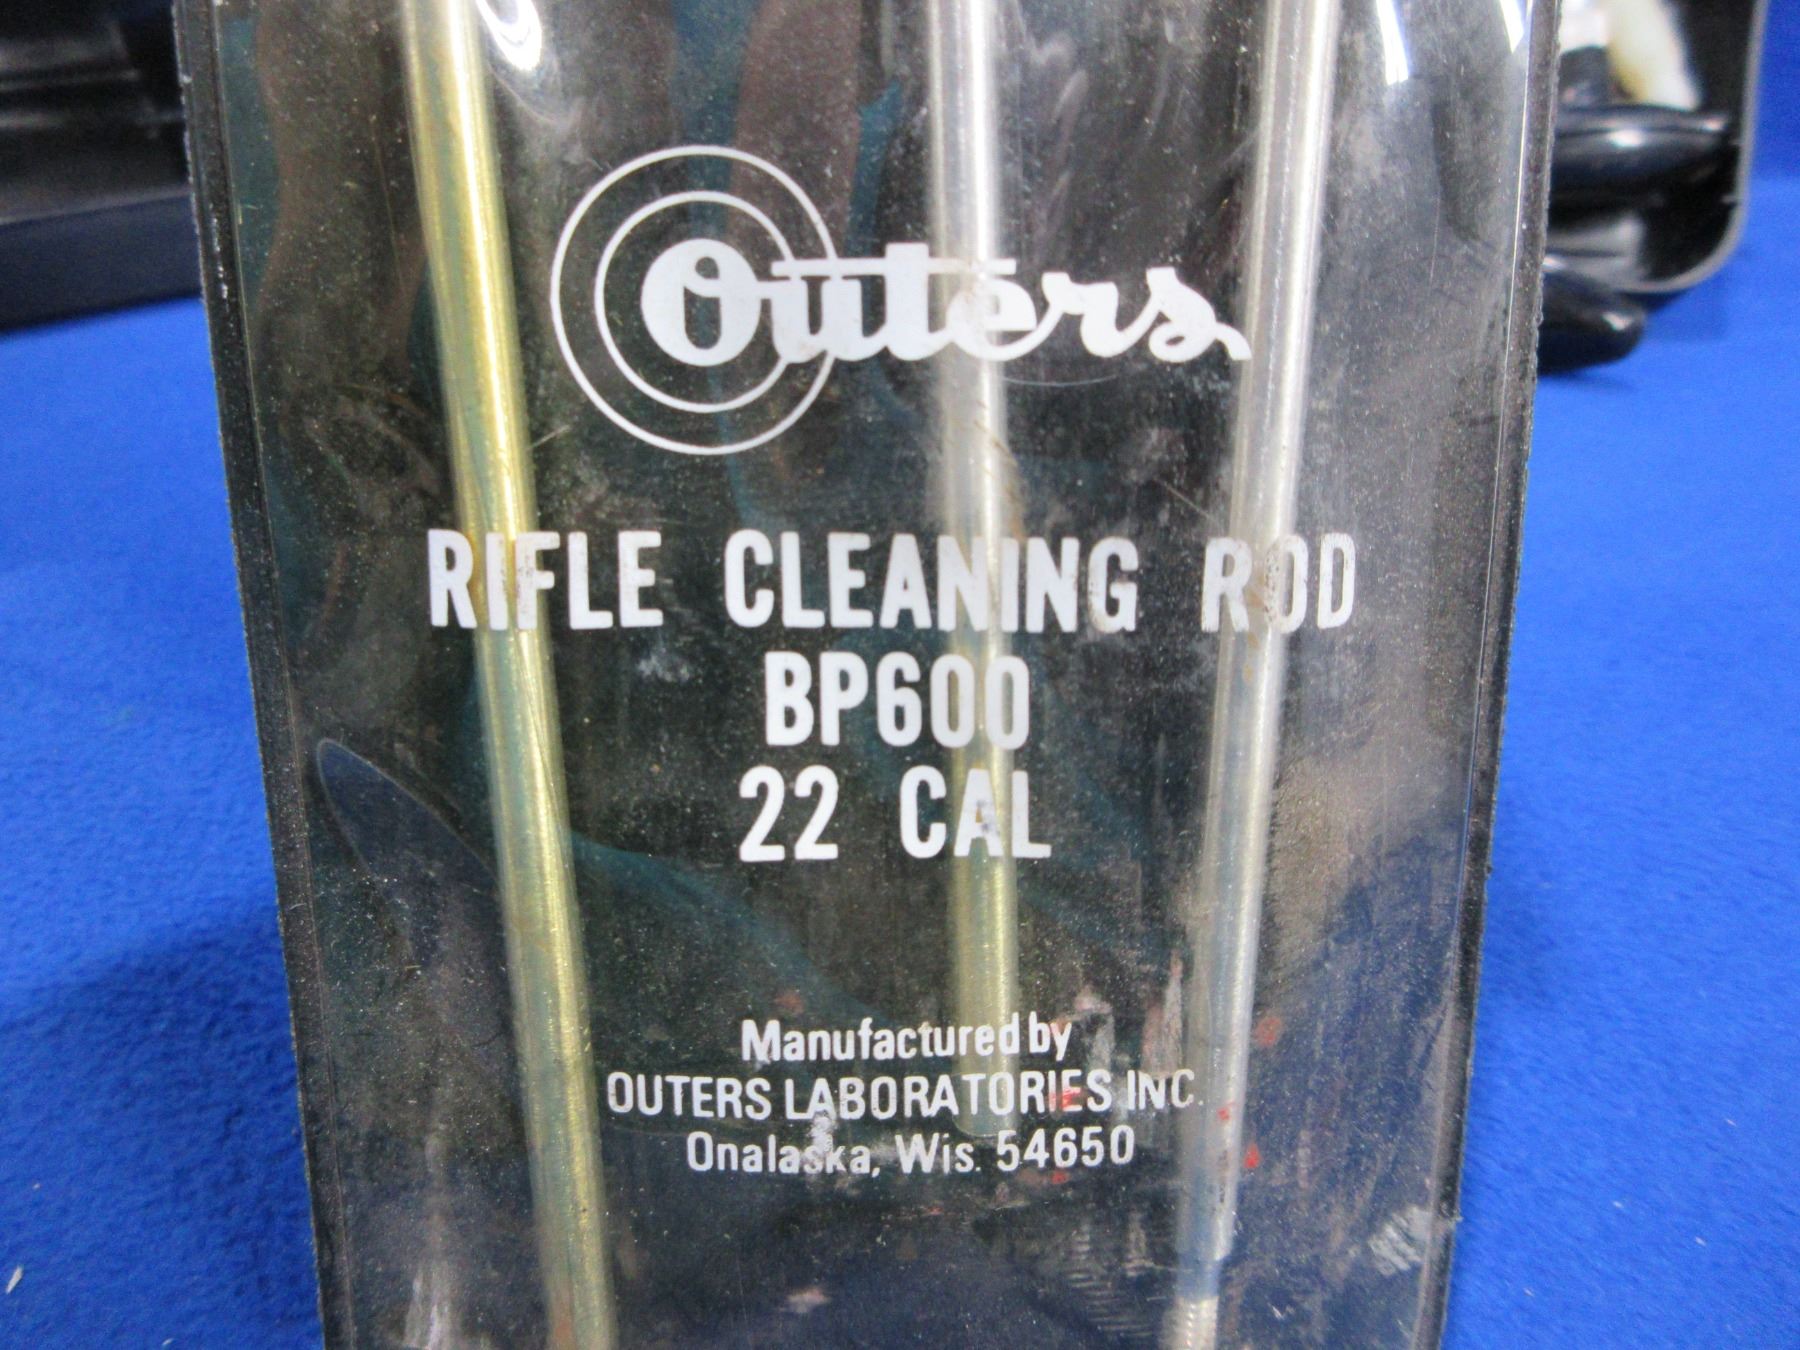 Outers
RIFLE CLEANING ROD
BP600
22 CAL
Manufactured by
OUTERS LABORATORIES INC.
Onalaska, Wis. 54650